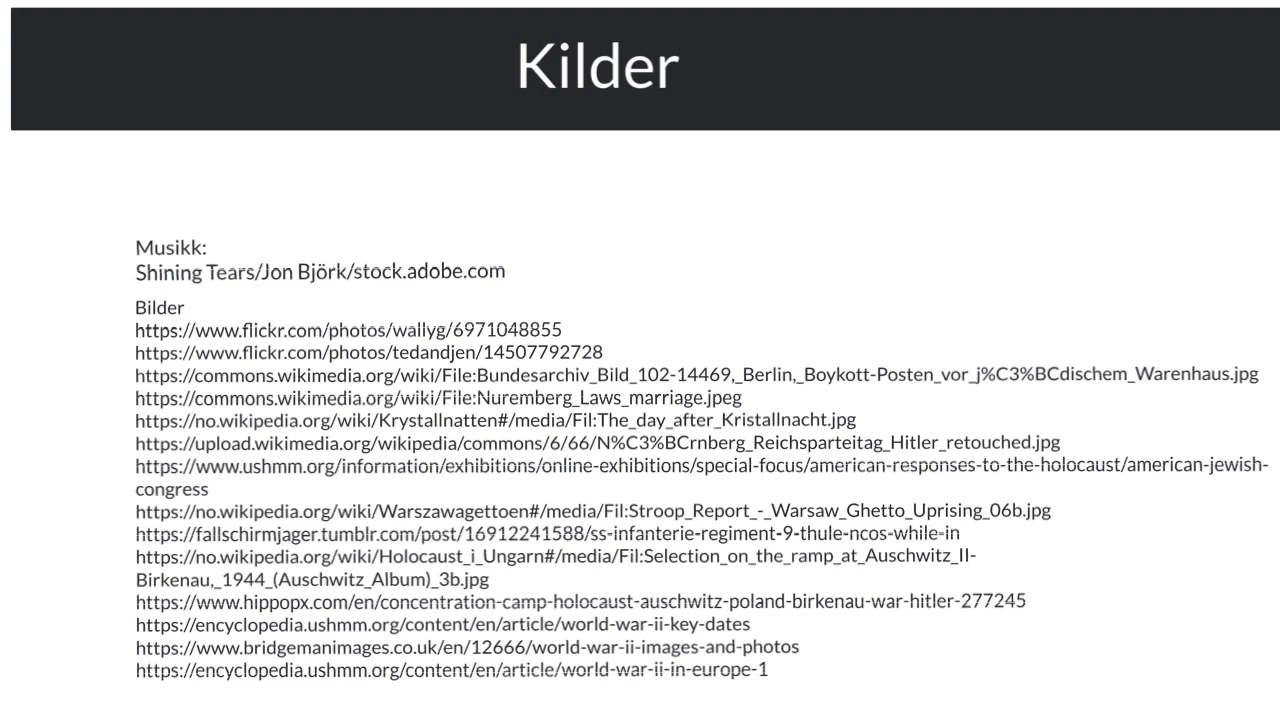 Kilder
Musikk:
Shining Tears/Jon Björk/stock.adobe.com
Bilder
https://www.flickr.com/photos/wallyg/6971048855
https://www.flickr.com/photos/tedandjen/14507792728
https://commons.wikimedia.org/wiki/File:Bundesarchiv_Bild_102-14469,_Berlin,_Boykott-Posten_vor_j%C3%BCdischem_Warenhaus.jpg
https://commons.wikimedia.org/wiki/File:Nuremberg_Laws_marriage.jpeg
https://no.wikipedia.org/wiki/Krystallnatten#/media/Fil:The_day_after_Kristallnacht.jpg
https://upload.wikimedia.org/wikipedia/commons/6/66/N%C3%BCrnberg_Reichsparteitag_Hitler_retouched.jpg
https://www.ushmm.org/information/exhibitions/online-exhibitions/special-focus/american-responses-to-the-holocaust/american-jewish-
congress
https://no.wikipedia.org/wiki/Warszawagettoen#/media/Fil:Stroop_Report_-_Warsaw_Ghetto_Uprising_06b.jpg
https://fallschirmjager.tumblr.com/post/16912241588/ss-infanterie-regiment-9-thule-ncos-while-in
https://no.wikipedia.org/wiki/Holocaust_i_Ungarn#/media/Fil:Selection_on_the_ramp_at_Auschwitz_II-
Birkenau,_1944_(Auschwitz_Album)_3b.jpg
https://www.hippopx.com/en/concentration-camp-holocaust-auschwitz-poland-birkenau-war-hitler-277245
https://encyclopedia.ushmm.org/content/en/article/world-war-ii-key-dates
https://www.bridgemanimages.co.uk/en/12666/world-war-ii-images-and-photos
https://encyclopedia.ushmm.org/content/en/article/world-war-ii-in-europe-1